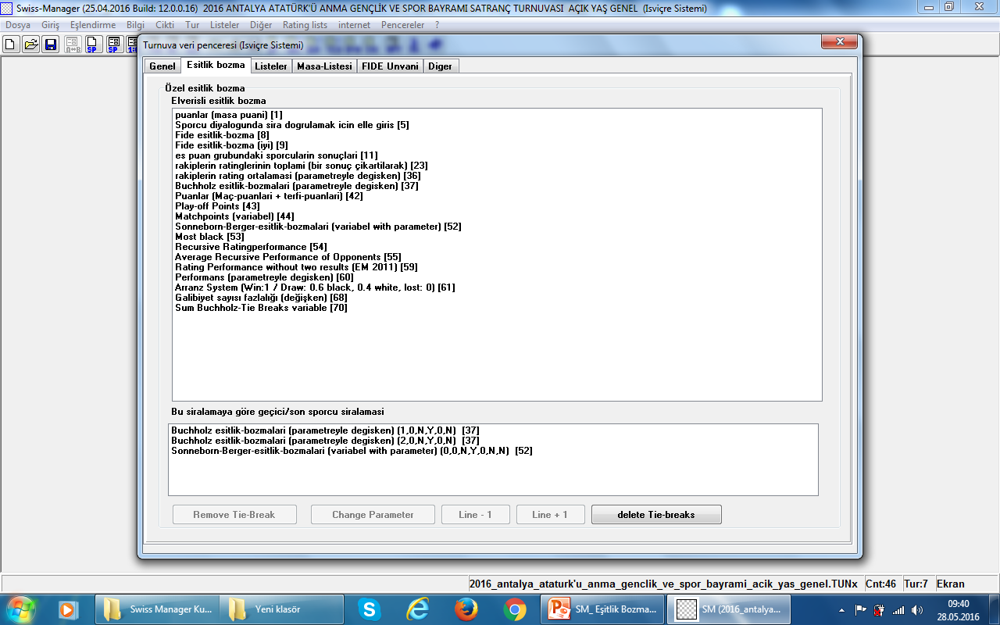 Swiss-Manager (25.04.2016 Build: 12.0.0.16)  2016 ANTALYA ATATÜRK'Ü ANMA GENÇLİK VE SPOR BAYRAMI SATRANÇ TURNUVASI  AÇIK YAŞ GENEL  (Isviçre Sistemi)
Dosya Giriş Eşlendirme Bilgi Cikti Tur Listeler Diğer Rating lists internet Pencereler ?
Turnuva veri penceresi (Isviçre Sistemi)
Genel Esitlik bozma Listeler Masa-Listesi FIDE Unvani Diger
Özel esitlik bozma
Elverisli esitlik bozma
puanlar (masa puani) [1]
Sporcu diyalogunda sira dogrulamak icin elle giris [5]
Fide esitlik-bozma [8]
Fide esitlik-bozma (iyi) [9]
es puan grubundaki sporcularin sonuçlari [11]
rakiplerin ratinglerinin toplami (bir sonuç çikartilarak) [23]
rakiplerin rating ortalamasi (parametreyle degisken) [36]
Buchholz esitlik-bozmalari (parametreyle degisken) [37]
Puanlar (Maç-puanlari + terfi-puanlari) [42]
Play-off Points [43]
Matchpoints (variabel) [44]
Sonneborn-Berger-esitlik-bozmalari (variabel with parameter) [52]
Most black [53]
Recursive Ratingperformance [54]
Average Recursive Performance of Opponents [55]
Rating Performance without two results (EM 2011) [59]
Performans (parametreyle degisken) [60]
Arranz System (Win:1 / Draw: 0.6 black, 0.4 white, lost: 0) [61]
Galibiyet sayısı fazlalığı (değişken) [68]
Sum Buchholz-Tie Breaks variable [70]
Bu siralamaya göre geçici/son sporcu siralamasi
Buchholz esitlik-bozmalari (parametreyle degisken) (1,0,N,Y,0,N)  [37]
Buchholz esitlik-bozmalari (parametreyle degisken) (2,0,N,Y,0,N)  [37]
Sonneborn-Berger-esitlik-bozmalari (variabel with parameter) (0,0,N,Y,0,N,N)  [52]
Remove Tie-Break Change Parameter Line - 1 Line + 1 delete Tie-breaks
2016_antalya_ataturk'u_anma_genclik_ve_spor_bayrami_acik_yas_genel.TUNx Cnt:46 Tur:7 Ekran
Swiss Manager Ku... Yeni klasör SM_ Eşitlik Bozma... SM (2016_antalya...
09:40
28.05.2016